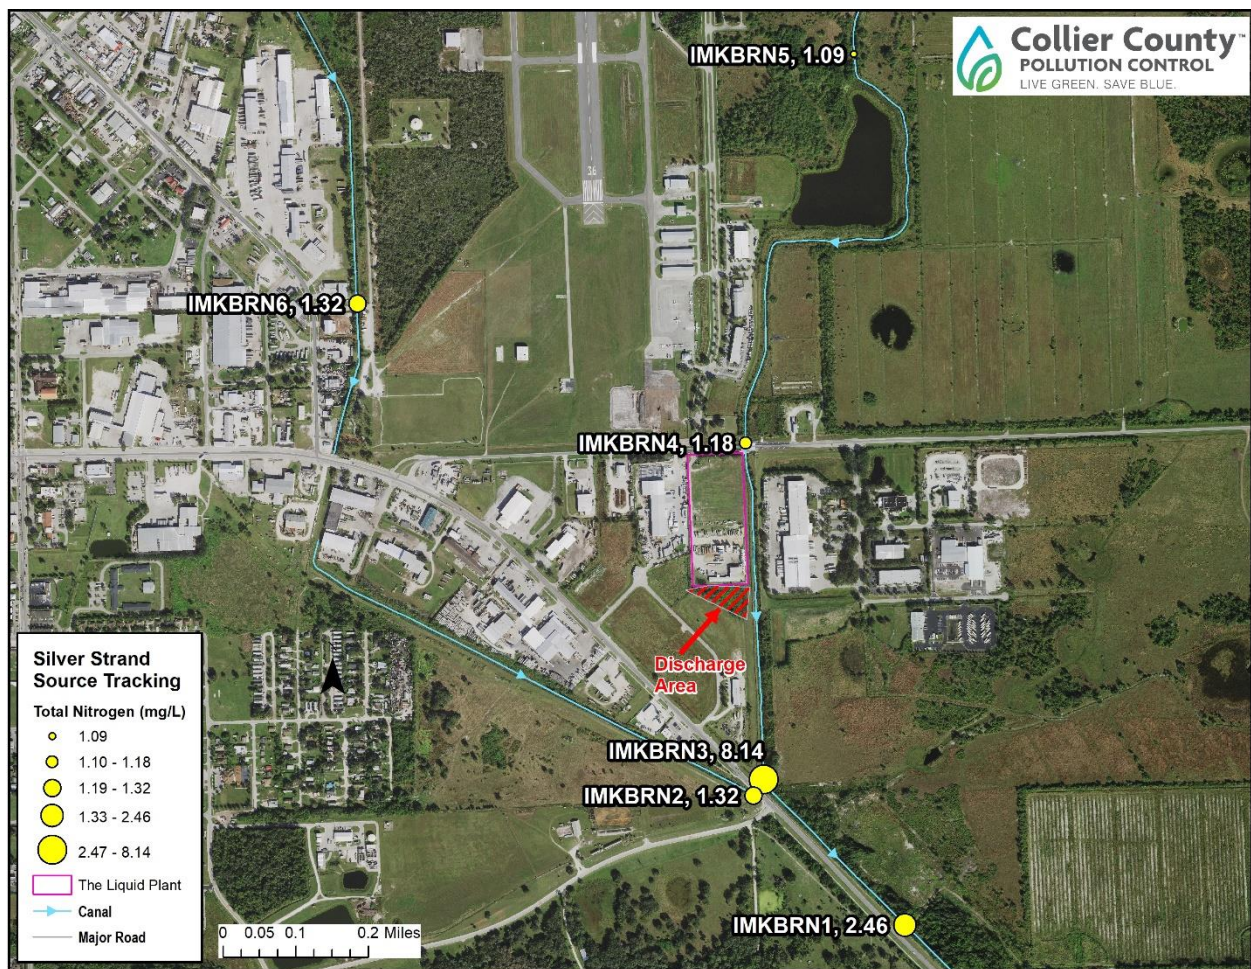 IMKBRN5, 1.09
Collier County™
POLLUTION CONTROL
LIVE GREEN. SAVE BLUE.
IMKBRN6, 1.32
IMKBRN4, 1.18
Discharge
Area
IMKBRN3, 8.14
IMKBRN2, 1.32
IMKBRN1, 2.46
Silver Strand
Source Tracking
Total Nitrogen (mg/L)
1.09
1.10 - 1.18
1.19 - 1.32
1.33 - 2.46
2.47 - 8.14
The Liquid Plant
Canal
Major Road
0 0.05 0.1 0.2 Miles